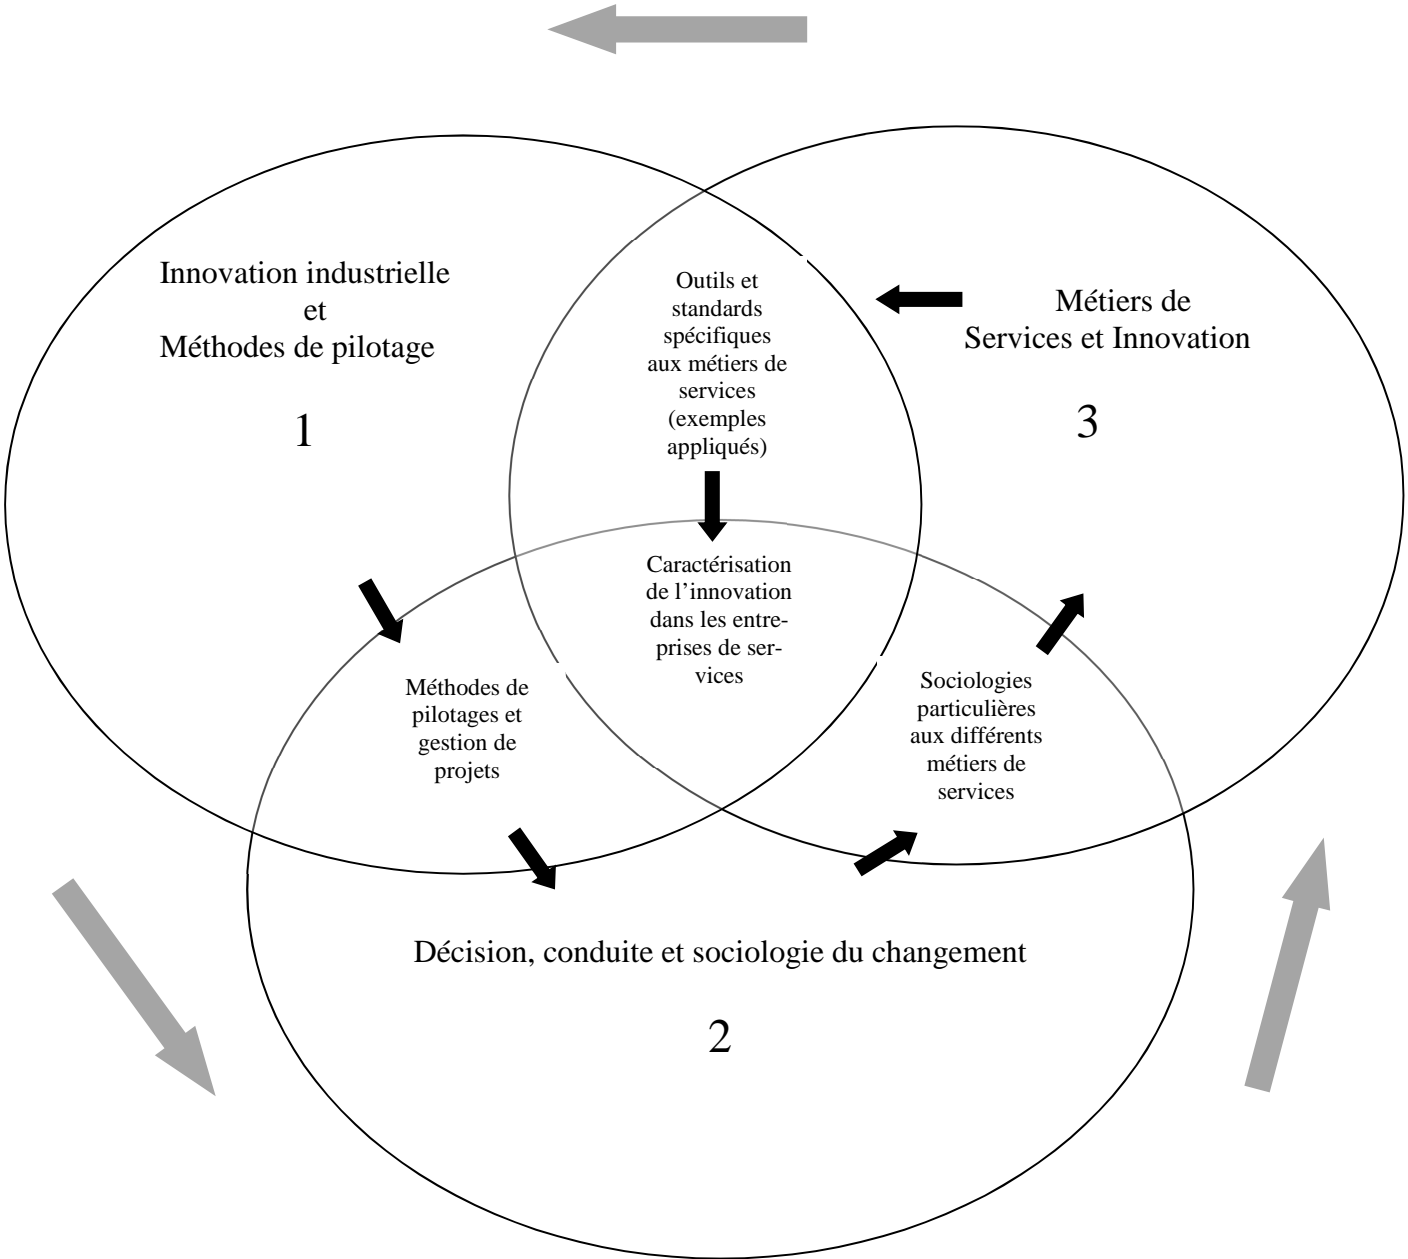 Innovation industrielle
et
Méthodes de pilotage
1
Outils et
standards
spécifiques
aux métiers de
services
(exemples
appliqués)
Métiers de
Services et Innovation
3
Caractérisation
de l’innovation
dans les entre-
prises de ser-
vices
Méthodes de
pilotages et
gestion de
projets
Sociologies
particulières
aux différents
métiers de
services
Décision, conduite et sociologie du changement
2